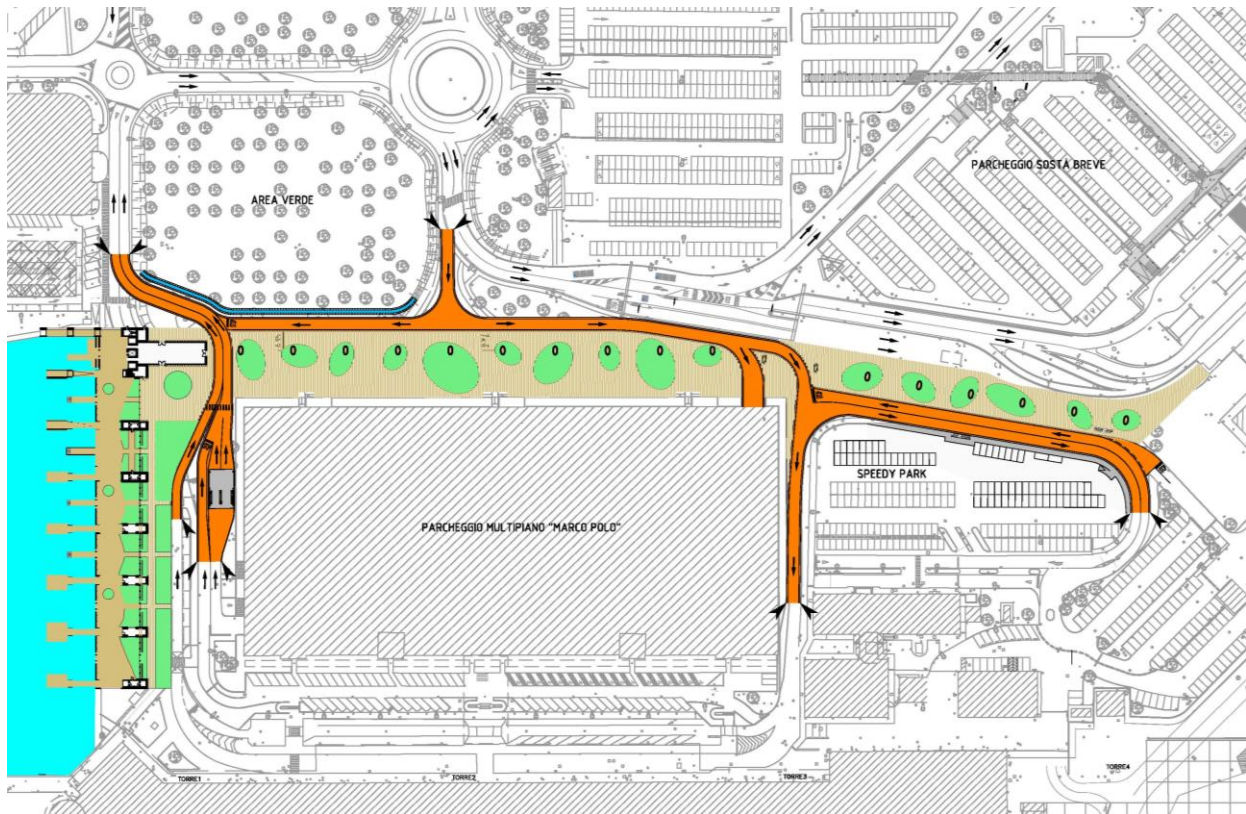 PARCHEGGIO SOSTA BREVE
AREA VERDE
SPEEDY PARK
PARCHEGGIO MULTIPIANO "MARCO POLO"
TORRE1
TORRE2
TORRE3
TORRE4